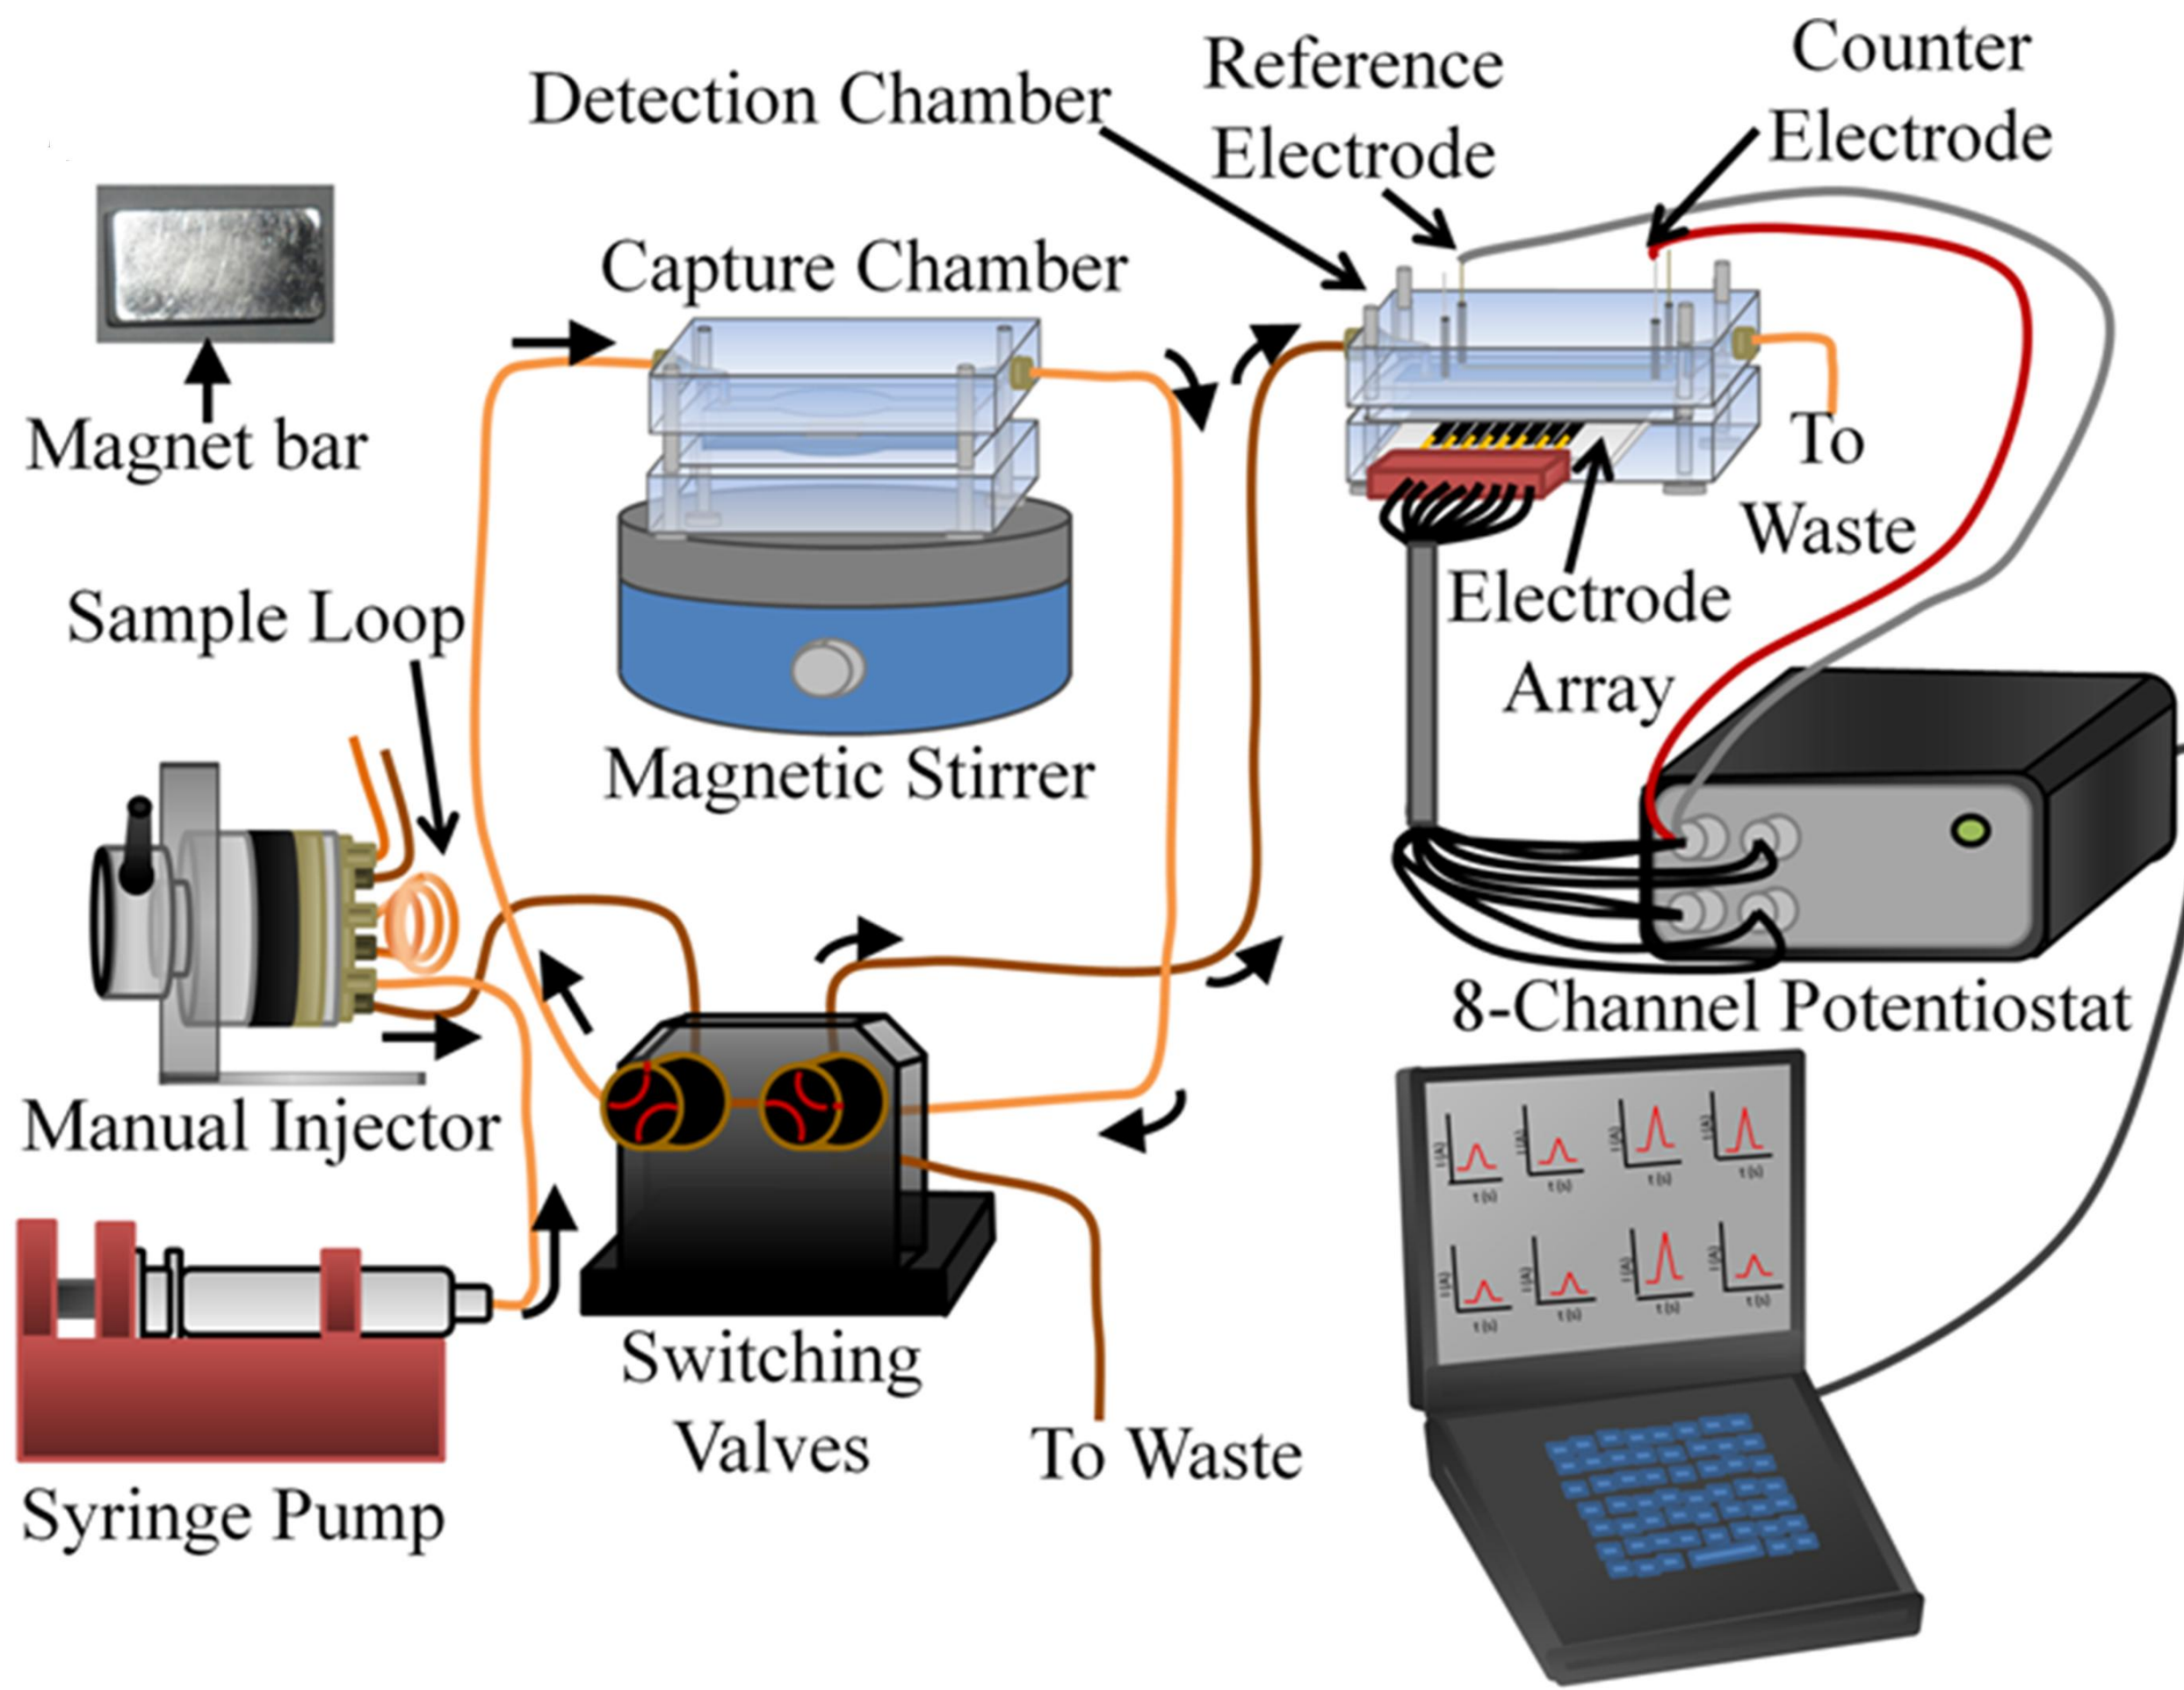 Detection Chamber
Reference
Electrode
Counter
Electrode
Capture Chamber
Magnet bar
To
Waste
Sample Loop
Electrode
Array
Magnetic Stirrer
8-Channel Potentiostat
Manual Injector
Switching
Valves
To Waste
Syringe Pump
I (A)
t (s)
I (A)
t (s)
I (A)
t (s)
I (A)
t (s)
I (A)
t (s)
I (A)
t (s)
I (A)
t (s)
I (A)
t (s)